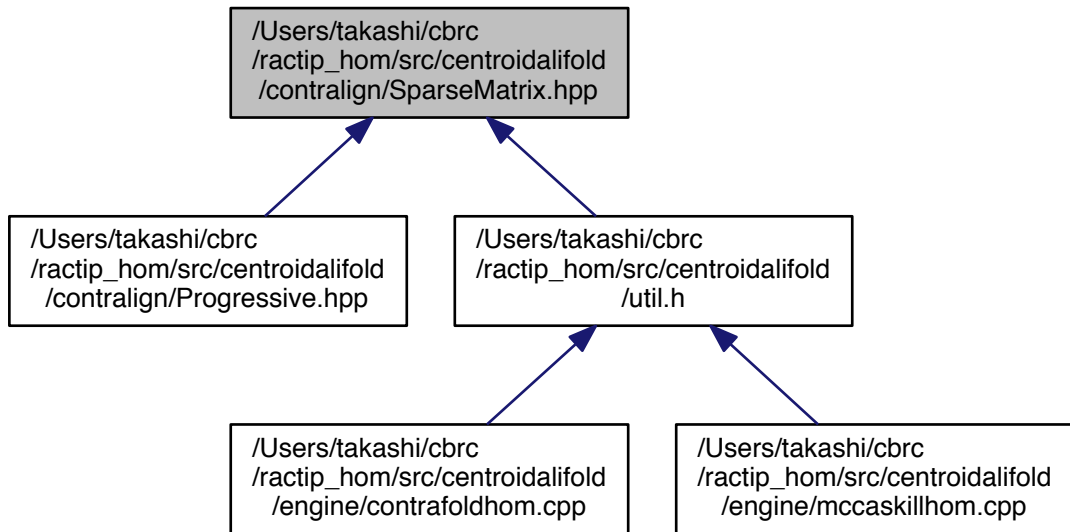 /Users/takashi/cbrc
/ractip_hom/src/centroidalifold
/contralign/SparseMatrix.hpp
/Users/takashi/cbrc
/ractip_hom/src/centroidalifold
/contralign/Progressive.hpp
/Users/takashi/cbrc
/ractip_hom/src/centroidalifold
/util.h
/Users/takashi/cbrc
/ractip_hom/src/centroidalifold
/engine/contrafoldhom.cpp
/Users/takashi/cbrc
/ractip_hom/src/centroidalifold
/engine/mccaskillhom.cpp